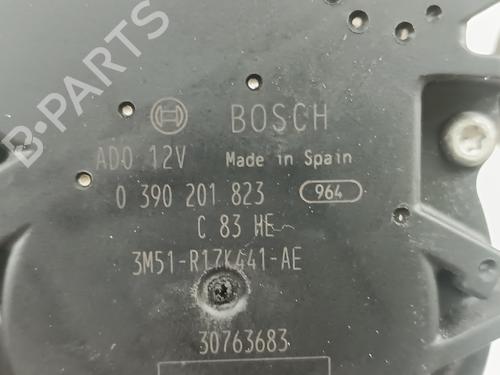 BOSCH
ADO 12V Made in Spain
0 390 201 823 964
C 83 HE
3M51-R17K441-AE
30763683
B-PARTS